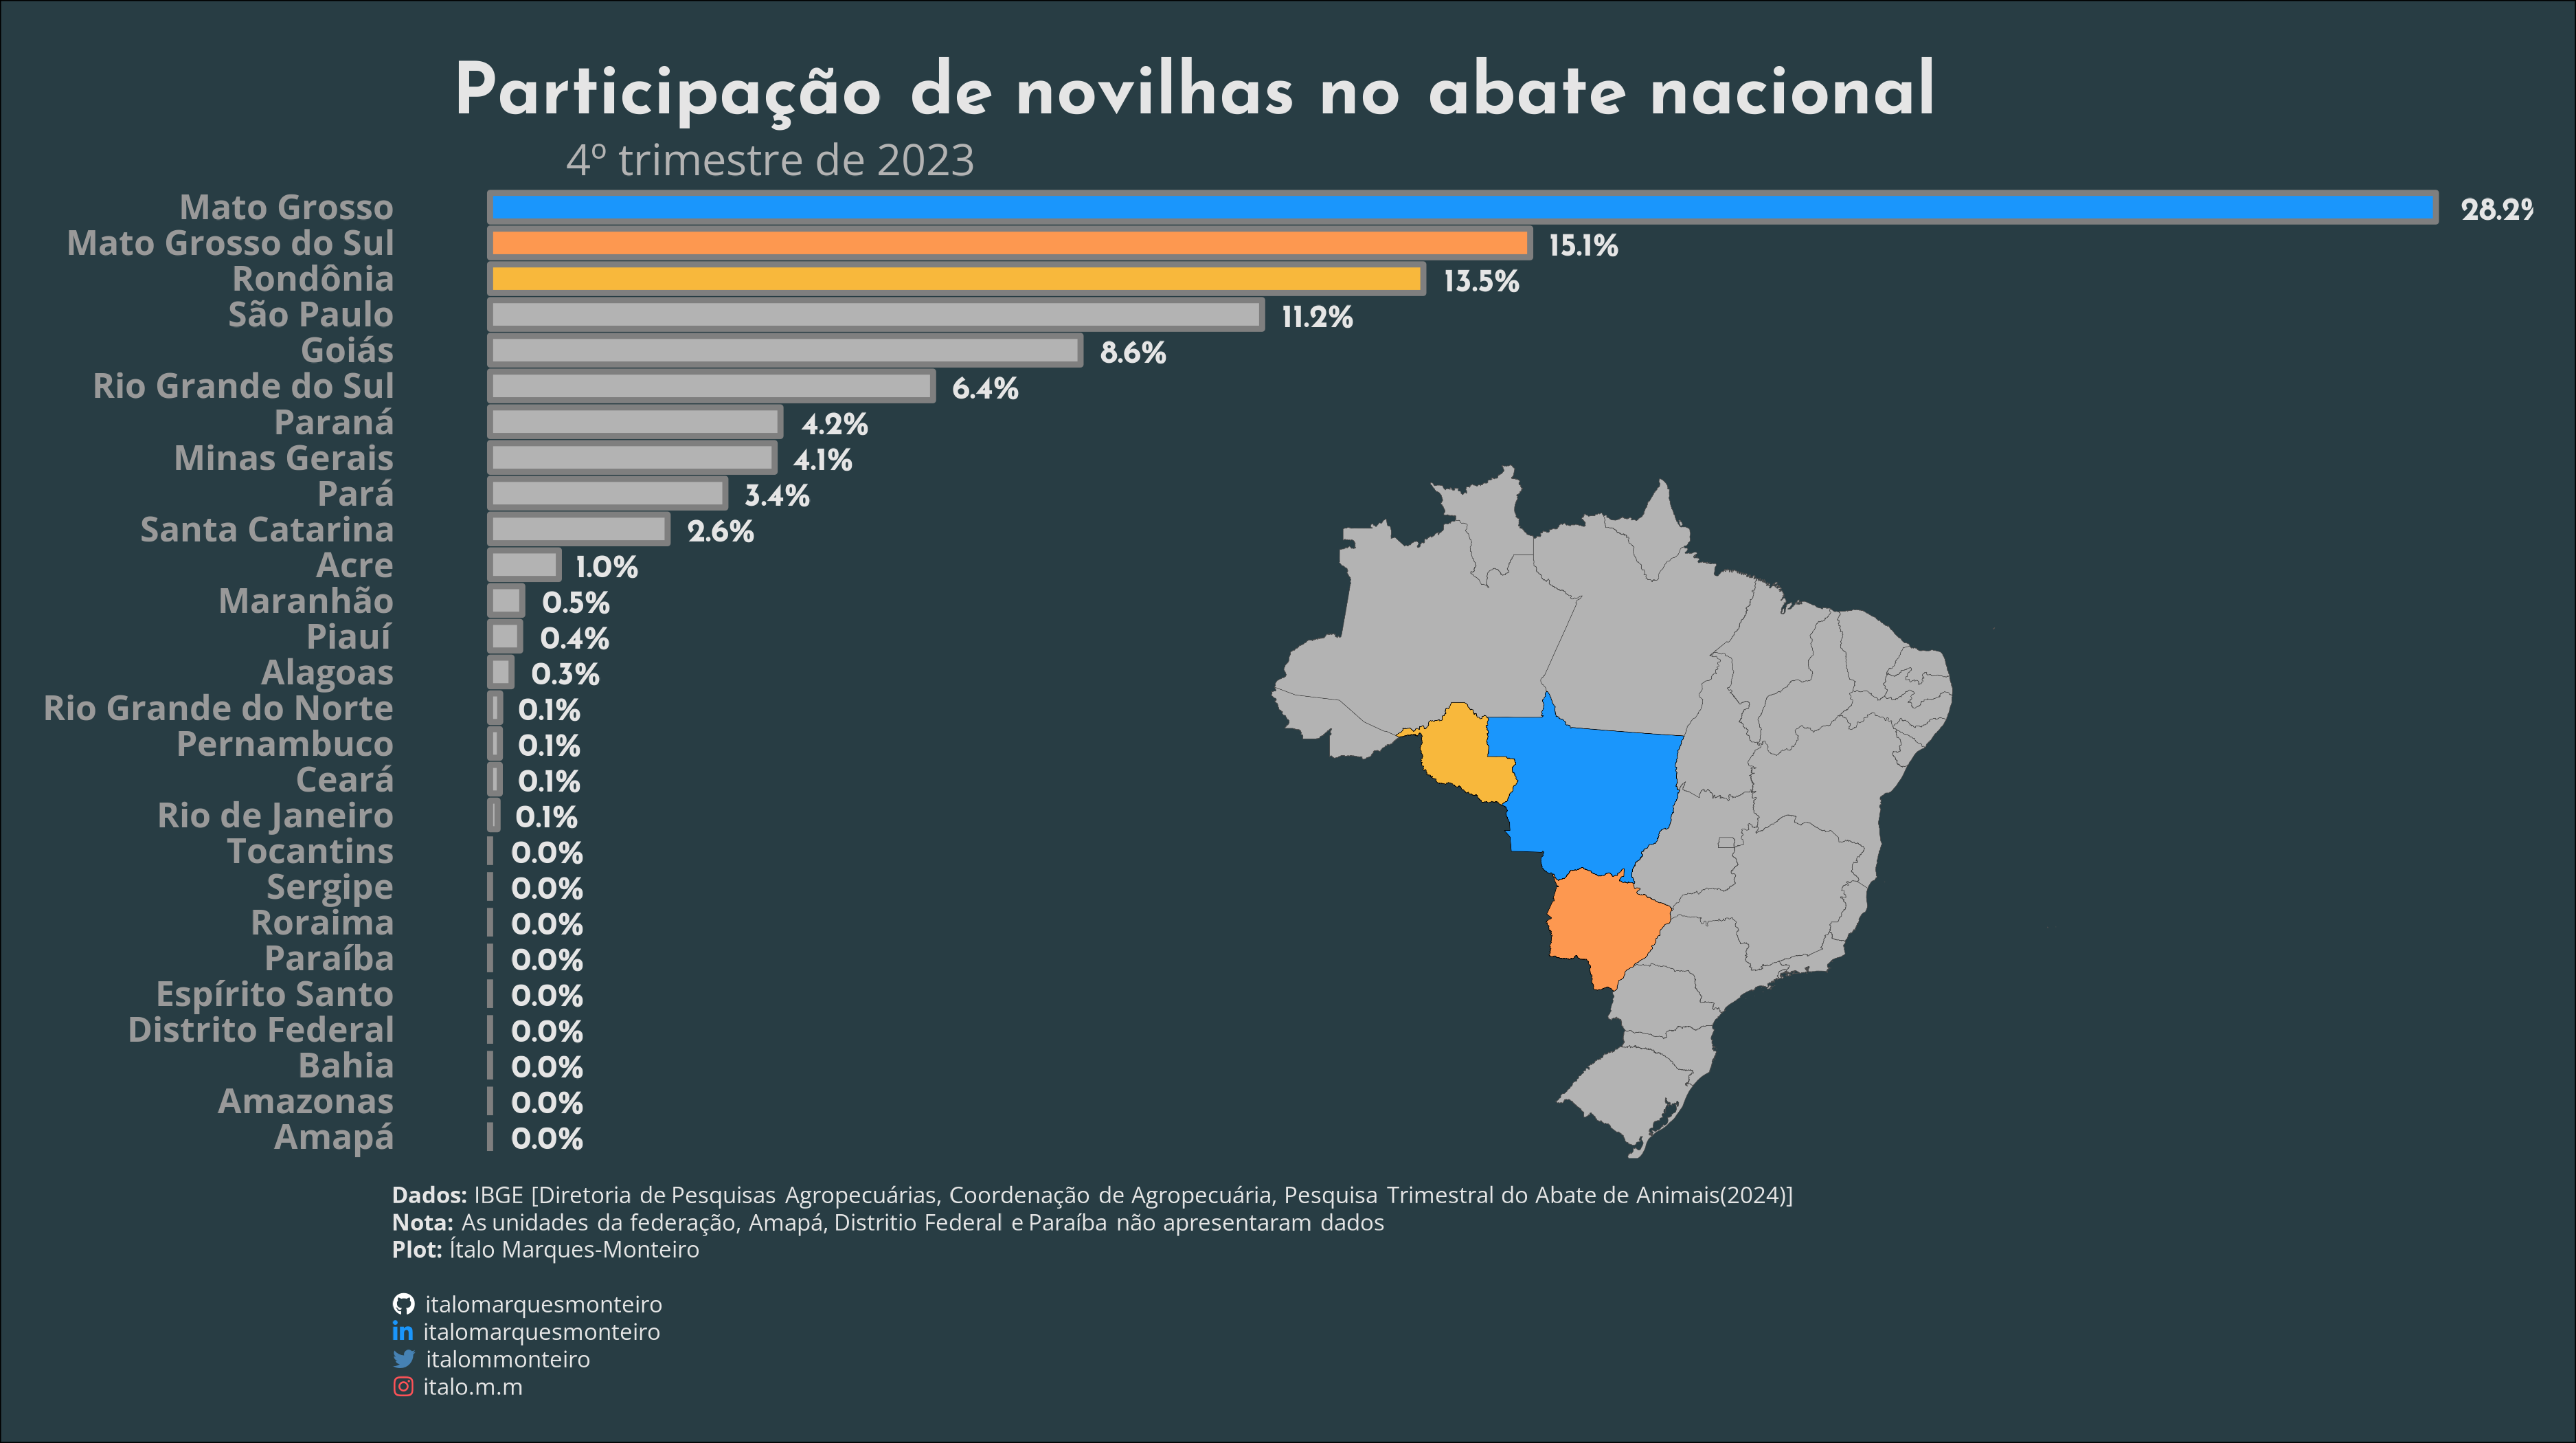 Participação de novilhas no abate nacional
4º trimestre de 2023
Mato Grosso 28.2%
Mato Grosso do Sul 15.1%
Rondônia 13.5%
São Paulo 11.2%
Goiás 8.6%
Rio Grande do Sul 6.4%
Paraná 4.2%
Minas Gerais 4.1%
Pará 3.4%
Santa Catarina 2.6%
Acre 1.0%
Maranhão 0.5%
Piauí 0.4%
Alagoas 0.3%
Rio Grande do Norte 0.1%
Pernambuco 0.1%
Ceará 0.1%
Rio de Janeiro 0.1%
Tocantins 0.0%
Sergipe 0.0%
Roraima 0.0%
Paraíba 0.0%
Espírito Santo 0.0%
Distrito Federal 0.0%
Bahia 0.0%
Amazonas 0.0%
Amapá 0.0%
Dados: IBGE [Diretoria de Pesquisas Agropecuárias, Coordenação de Agropecuária, Pesquisa Trimestral do Abate de Animais(2024)]
Nota: As unidades da federação, Amapá, Distritio Federal e Paraíba não apresentaram dados
Plot: Ítalo Marques-Monteiro
italomarquesmonteiro
in italomarquesmonteiro
italommonteiro
italo.m.m